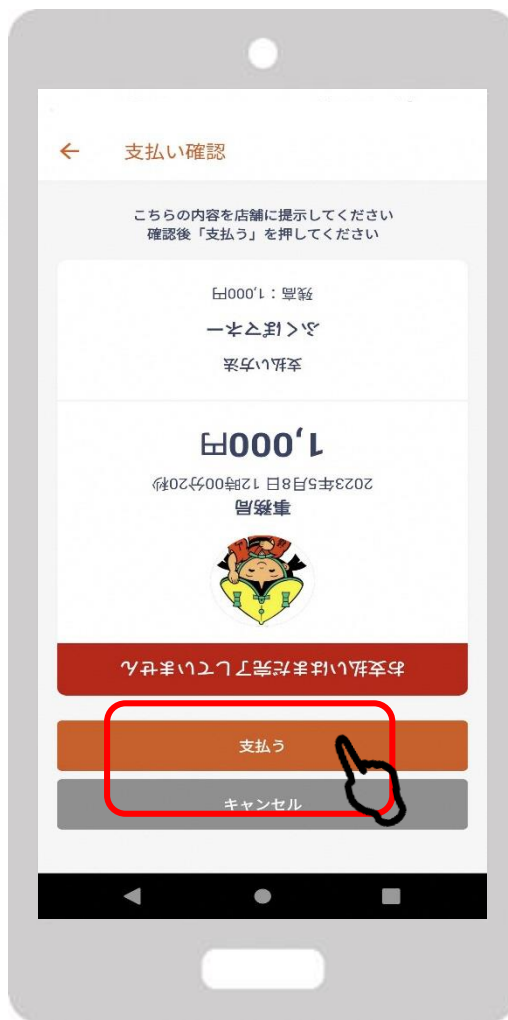 支払い確認
こちらの内容を店舗に提示してください
確認後「支払う」を押してください
お支払いはまだ完了していません
事務局
2023年5月8日 12時00分20秒
1,000円
支払い方法
マネー
残高：1,000円
支払う
キャンセル